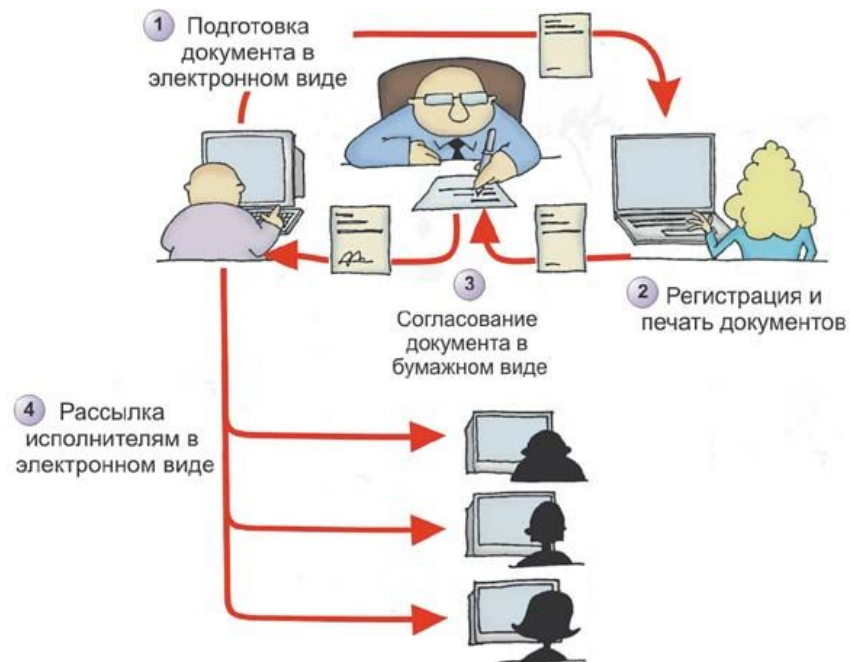 1 Подготовка
документа в
электронном виде
2 Регистрация и
печать документов
3
Согласование
документа в
бумажном виде
4 Рассылка
исполнителям в
электронном виде